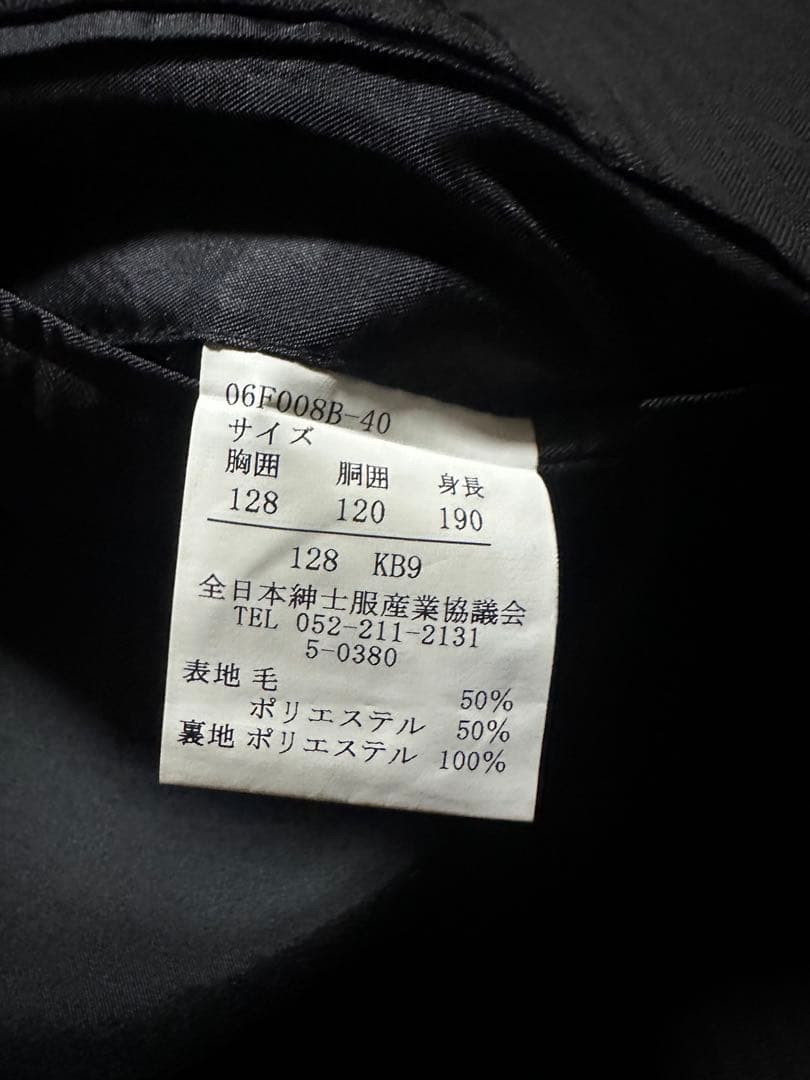 06F008B-40
サイズ
胸囲 胴囲 身長
128 120 190
128 KB9
全日本紳士服産業協議会
TEL 052-211-2131
5-0380
表地 毛 50%
ポリエステル 50%
裏地 ポリエステル 100%